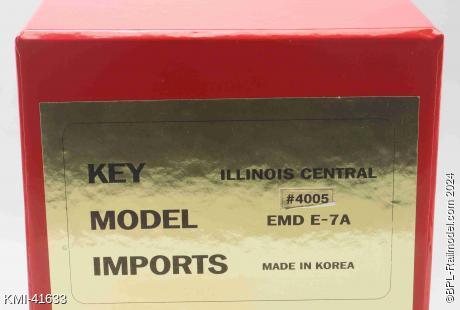 KEY
MODEL
IMPORTS
ILLINOIS CENTRAL
#4005
EMD E-7A
MADE IN KOREA
KMI-41633
©BPL-Railmodel.com 2024